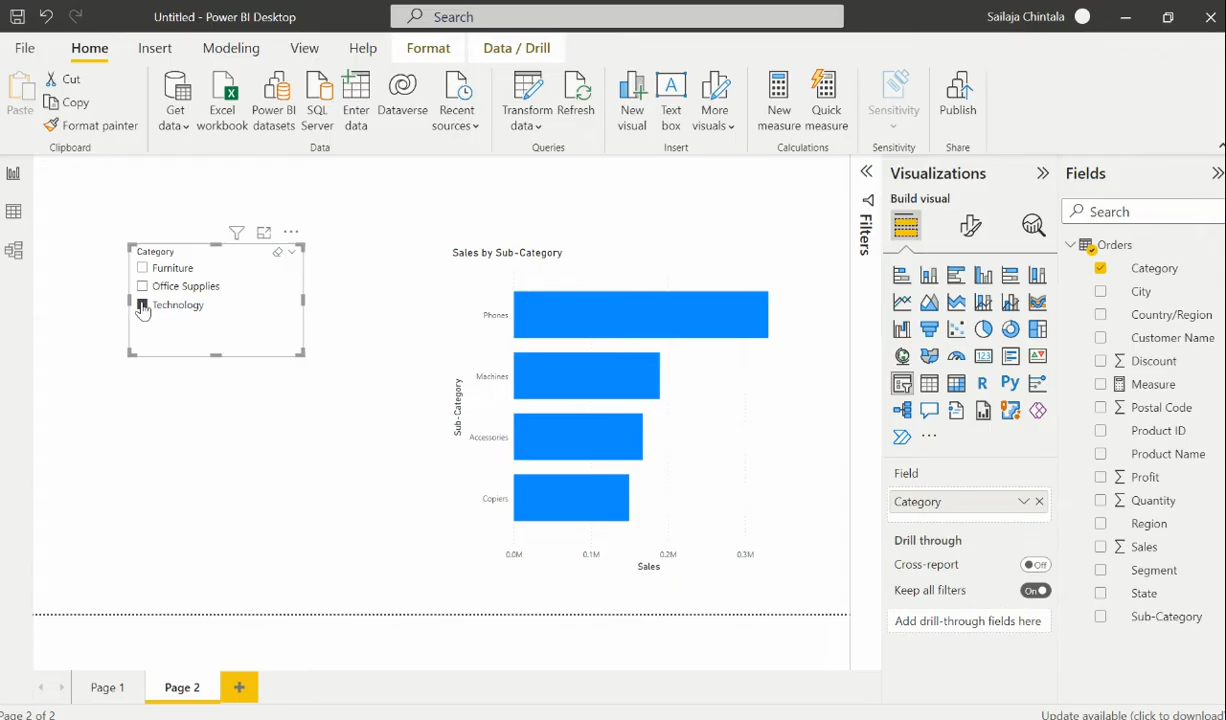 Untitled - Power BI Desktop
Search
Sailaja Chintala
File
Home
Insert
Modeling
View
Help
Format
Data / Drill
Paste
Cut
Copy
Format painter
Clipboard
Get data
Excel workbook
Power BI datasets
SQL Server
Enter data
Dataverse
Recent sources
Data
Transform data
Refresh
Queries
New visual
Text box
More visuals
Insert
New measure
Quick measure
Calculations
Sensitivity
Sensitivity
Publish
Share
Category
Furniture
Office Supplies
Technology
Sales by Sub-Category
Sub-Category
Phones
Machines
Accessories
Copiers
0.0M
0.1M
0.2M
0.3M
Sales
Filters
Visualizations
Build visual
123
R
Py
Field
Category
Drill through
Cross-report
Off
Keep all filters
On
Add drill-through fields here
Fields
Search
Orders
Category
City
Country/Region
Customer Name
Discount
Measure
Postal Code
Product ID
Product Name
Profit
Quantity
Region
Sales
Segment
State
Sub-Category
Page 1
Page 2
Page 2 of 2
Update available (click to download